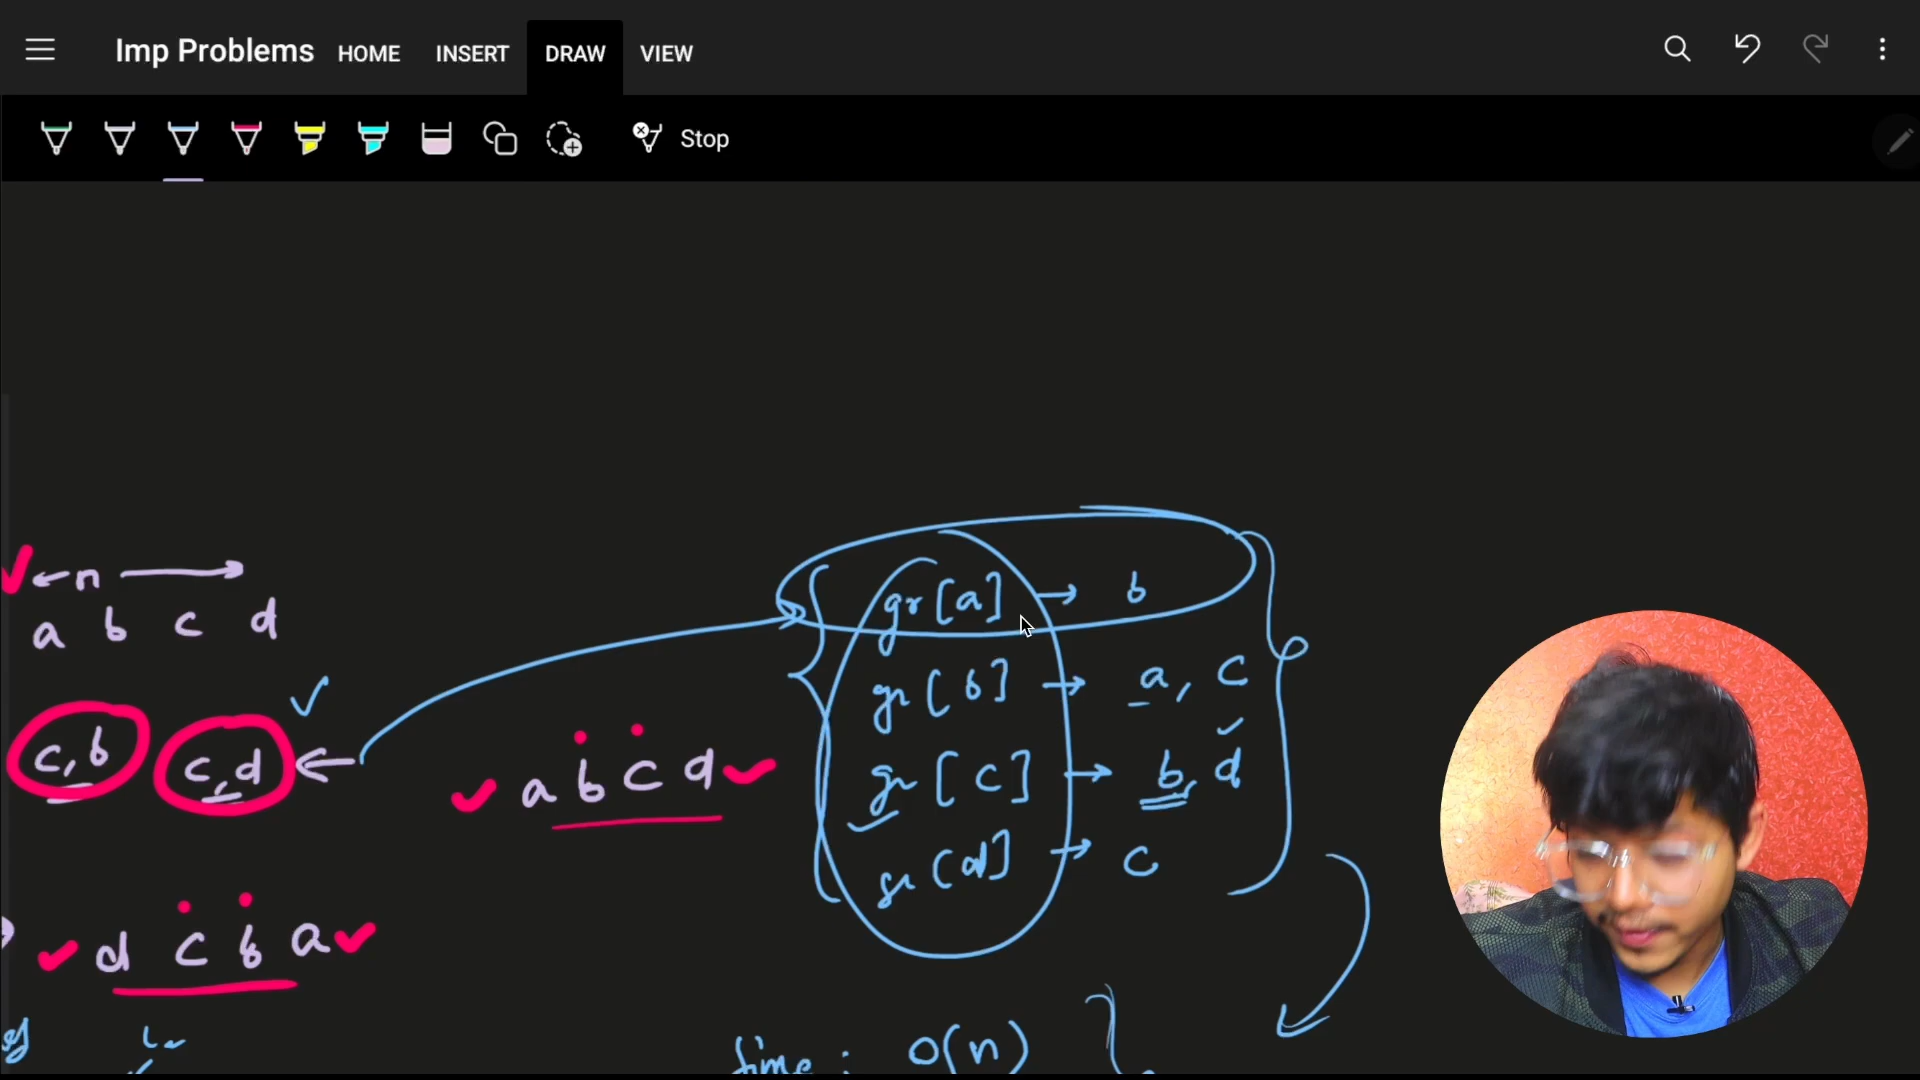 Imp Problems HOME INSERT DRAW VIEW
Stop
n
a b c d
c, b c, d
a b c d
d c b a
gr [a] → b
gr [b] → a, c
gr [c] → b, d
gr [d] → c
time : O(n)